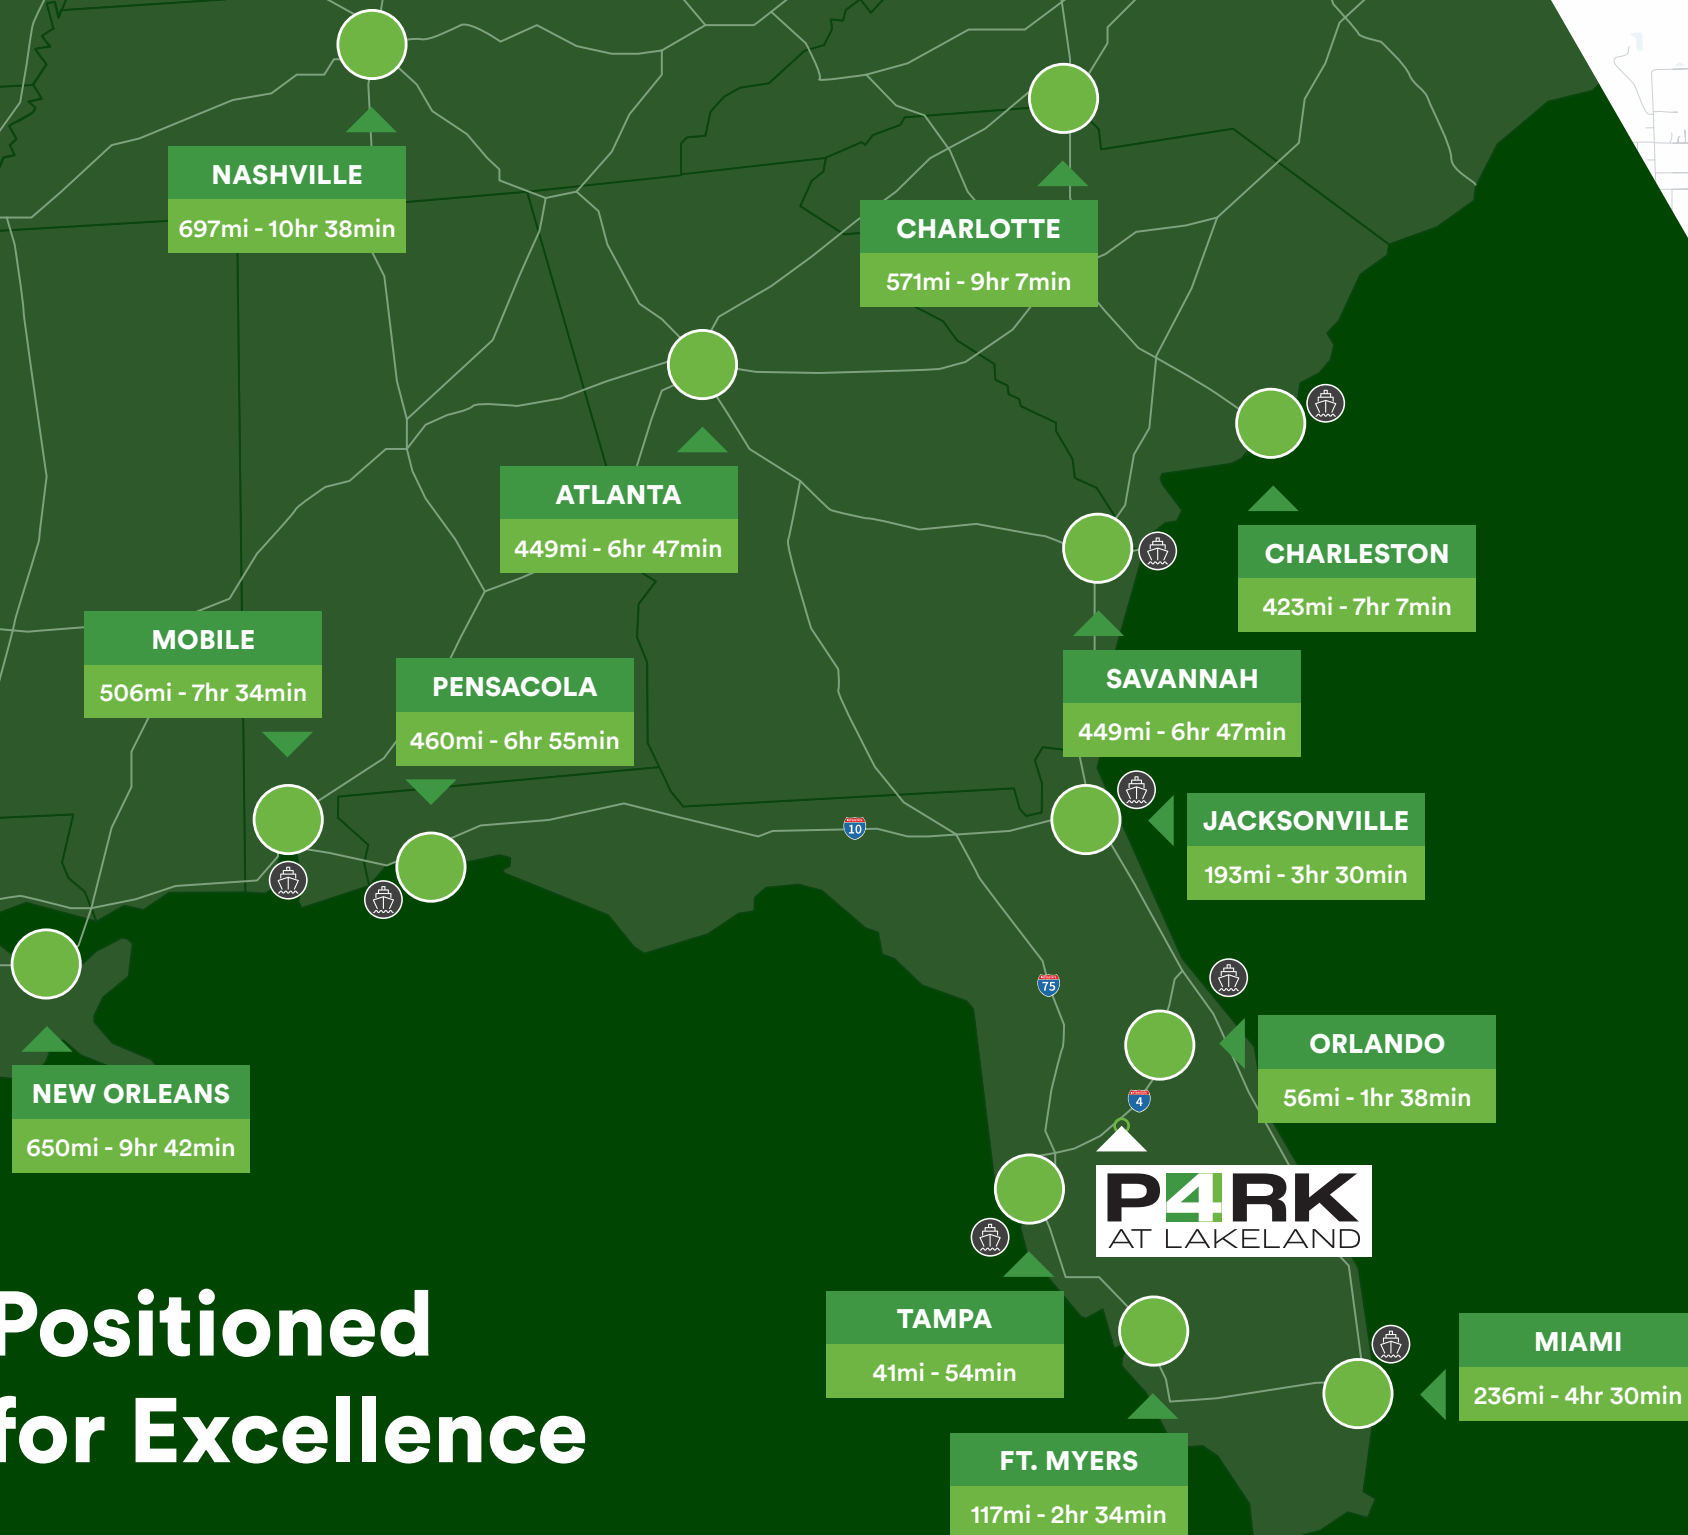 NASHVILLE
697mi - 10hr 38min
CHARLOTTE
571mi - 9hr 7min
ATLANTA
449mi - 6hr 47min
CHARLESTON
423mi - 7hr 7min
MOBILE
506mi - 7hr 34min
PENSACOLA
460mi - 6hr 55min
SAVANNAH
449mi - 6hr 47min
10
JACKSONVILLE
193mi - 3hr 30min
75
ORLANDO
56mi - 1hr 38min
4
NEW ORLEANS
650mi - 9hr 42min
P4RK
AT LAKELAND
TAMPA
41mi - 54min
MIAMI
236mi - 4hr 30min
FT. MYERS
117mi - 2hr 34min
Positioned
for Excellence